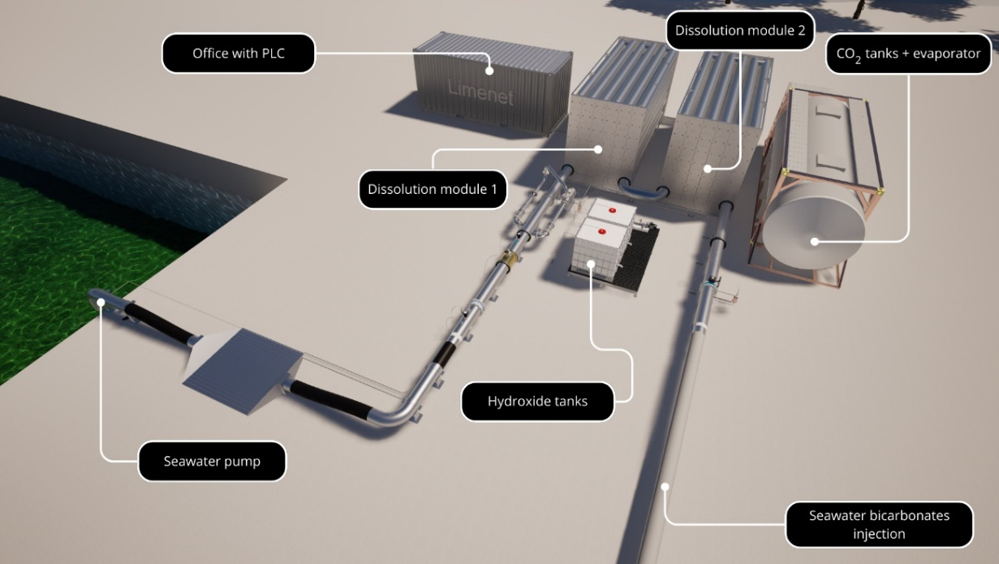 Dissolution module 2
Office with PLC
CO₂ tanks + evaporator
Limenet
Dissolution module 1
Hydroxide tanks
Seawater pump
Seawater bicarbonates
injection